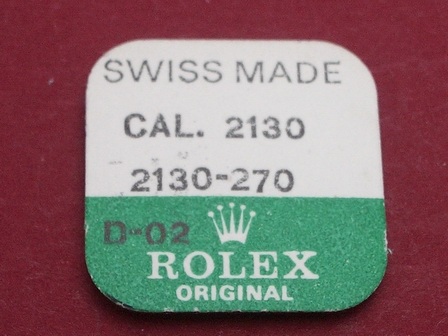 SWISS MADE
CAL. 2130
2130-270
D-02
ROLEX
ORIGINAL